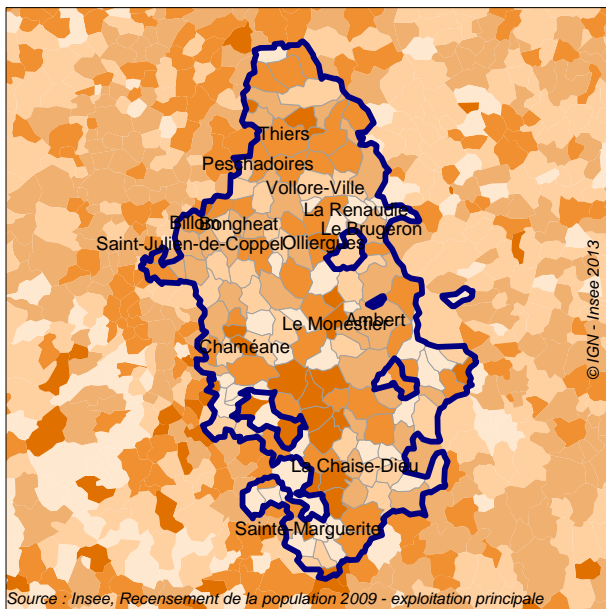 Thiers
Peschadoires
Vollore-Ville
La Renaudie
Billom
Bongheat
Le Brugeron
Saint-Julien-de-Coppel
Olliergues
Le Monestier
Ambert
Chaméane
La Chaise-Dieu
Sainte-Marguerite
© IGN - Insee 2013
Source : Insee, Recensement de la population 2009 - exploitation principale